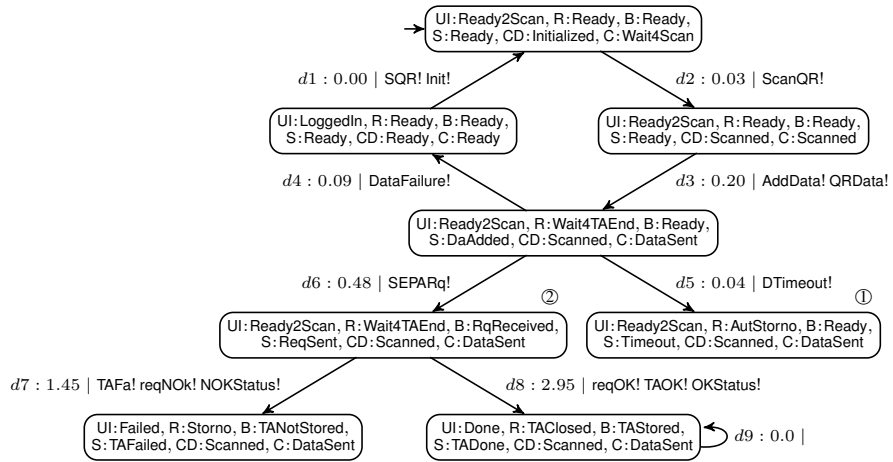 UI:Ready2Scan, R:Ready, B:Ready,
S:Ready, CD:Initialized, C:Wait4Scan
d1 : 0.00 | SQR! Init!
d2 : 0.03 | ScanQR!
UI:LoggedIn, R:Ready, B:Ready,
S:Ready, CD:Ready, C:Ready
UI:Ready2Scan, R:Ready, B:Ready,
S:Ready, CD:Scanned, C:Scanned
d4 : 0.09 | DataFailure!
d3 : 0.20 | AddData! QRData!
UI:Ready2Scan, R:Wait4TAEnd, B:Ready,
S:DaAdded, CD:Scanned, C:DataSent
d6 : 0.48 | SEPARq!
d5 : 0.04 | DTimeout!
②
①
UI:Ready2Scan, R:Wait4TAEnd, B:RqReceived,
S:ReqSent, CD:Scanned, C:DataSent
UI:Ready2Scan, R:AutStorno, B:Ready,
S:Timeout, CD:Scanned, C:DataSent
d7 : 1.45 | TAFa! reqNOk! NOKStatus!
d8 : 2.95 | reqOK! TAOK! OKStatus!
UI:Failed, R:Storno, B:TANotStored,
S:TAFailed, CD:Scanned, C:DataSent
UI:Done, R:TAClosed, B:TAStored,
S:TADone, CD:Scanned, C:DataSent
d9 : 0.0 |